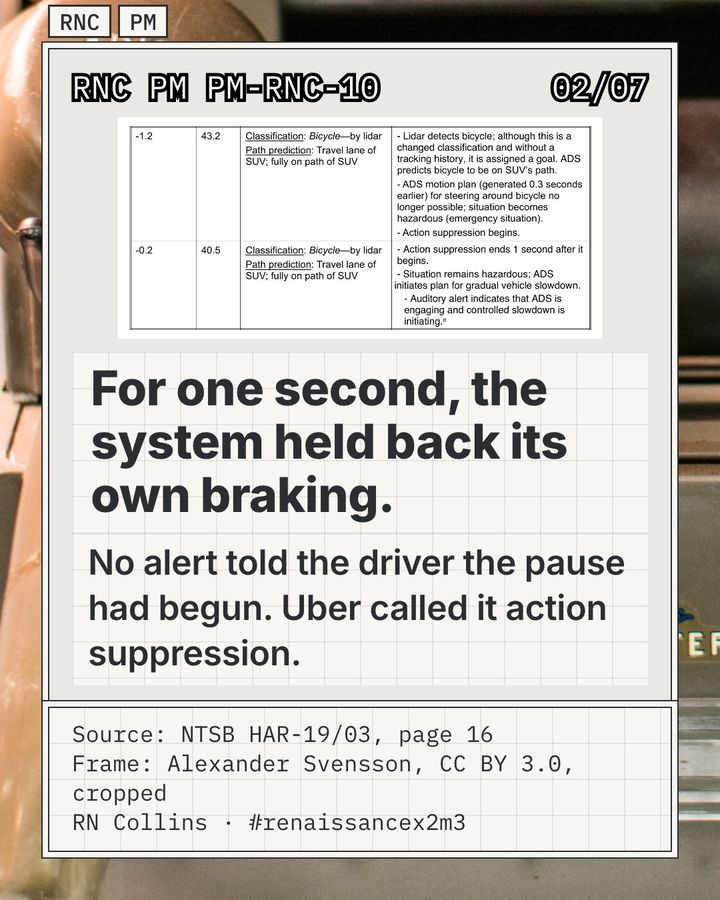 RNC PM
RNC PM PM-RNC-10 02/07
-1.2 43.2 Classification: Bicycle—by lidar
Path prediction: Travel lane of
SUV; fully on path of SUV
- Lidar detects bicycle; although this is a
changed classification and without a
tracking history, it is assigned a goal. ADS
predicts bicycle to be on SUV's path.
- ADS motion plan (generated 0.3 seconds
earlier) for steering around bicycle no
longer possible; situation becomes
hazardous (emergency situation).
- Action suppression begins.
-0.2 40.5 Classification: Bicycle—by lidar
Path prediction: Travel lane of
SUV; fully on path of SUV
- Action suppression ends 1 second after it
begins.
- Situation remains hazardous; ADS
initiates plan for gradual vehicle slowdown.
- Auditory alert indicates that ADS is
engaging and controlled slowdown is
initiating.e
For one second, the
system held back its
own braking.
No alert told the driver the pause
had begun. Uber called it action
suppression.
Source: NTSB HAR-19/03, page 16
Frame: Alexander Svensson, CC BY 3.0,
cropped
RN Collins · #renaissancex2m3